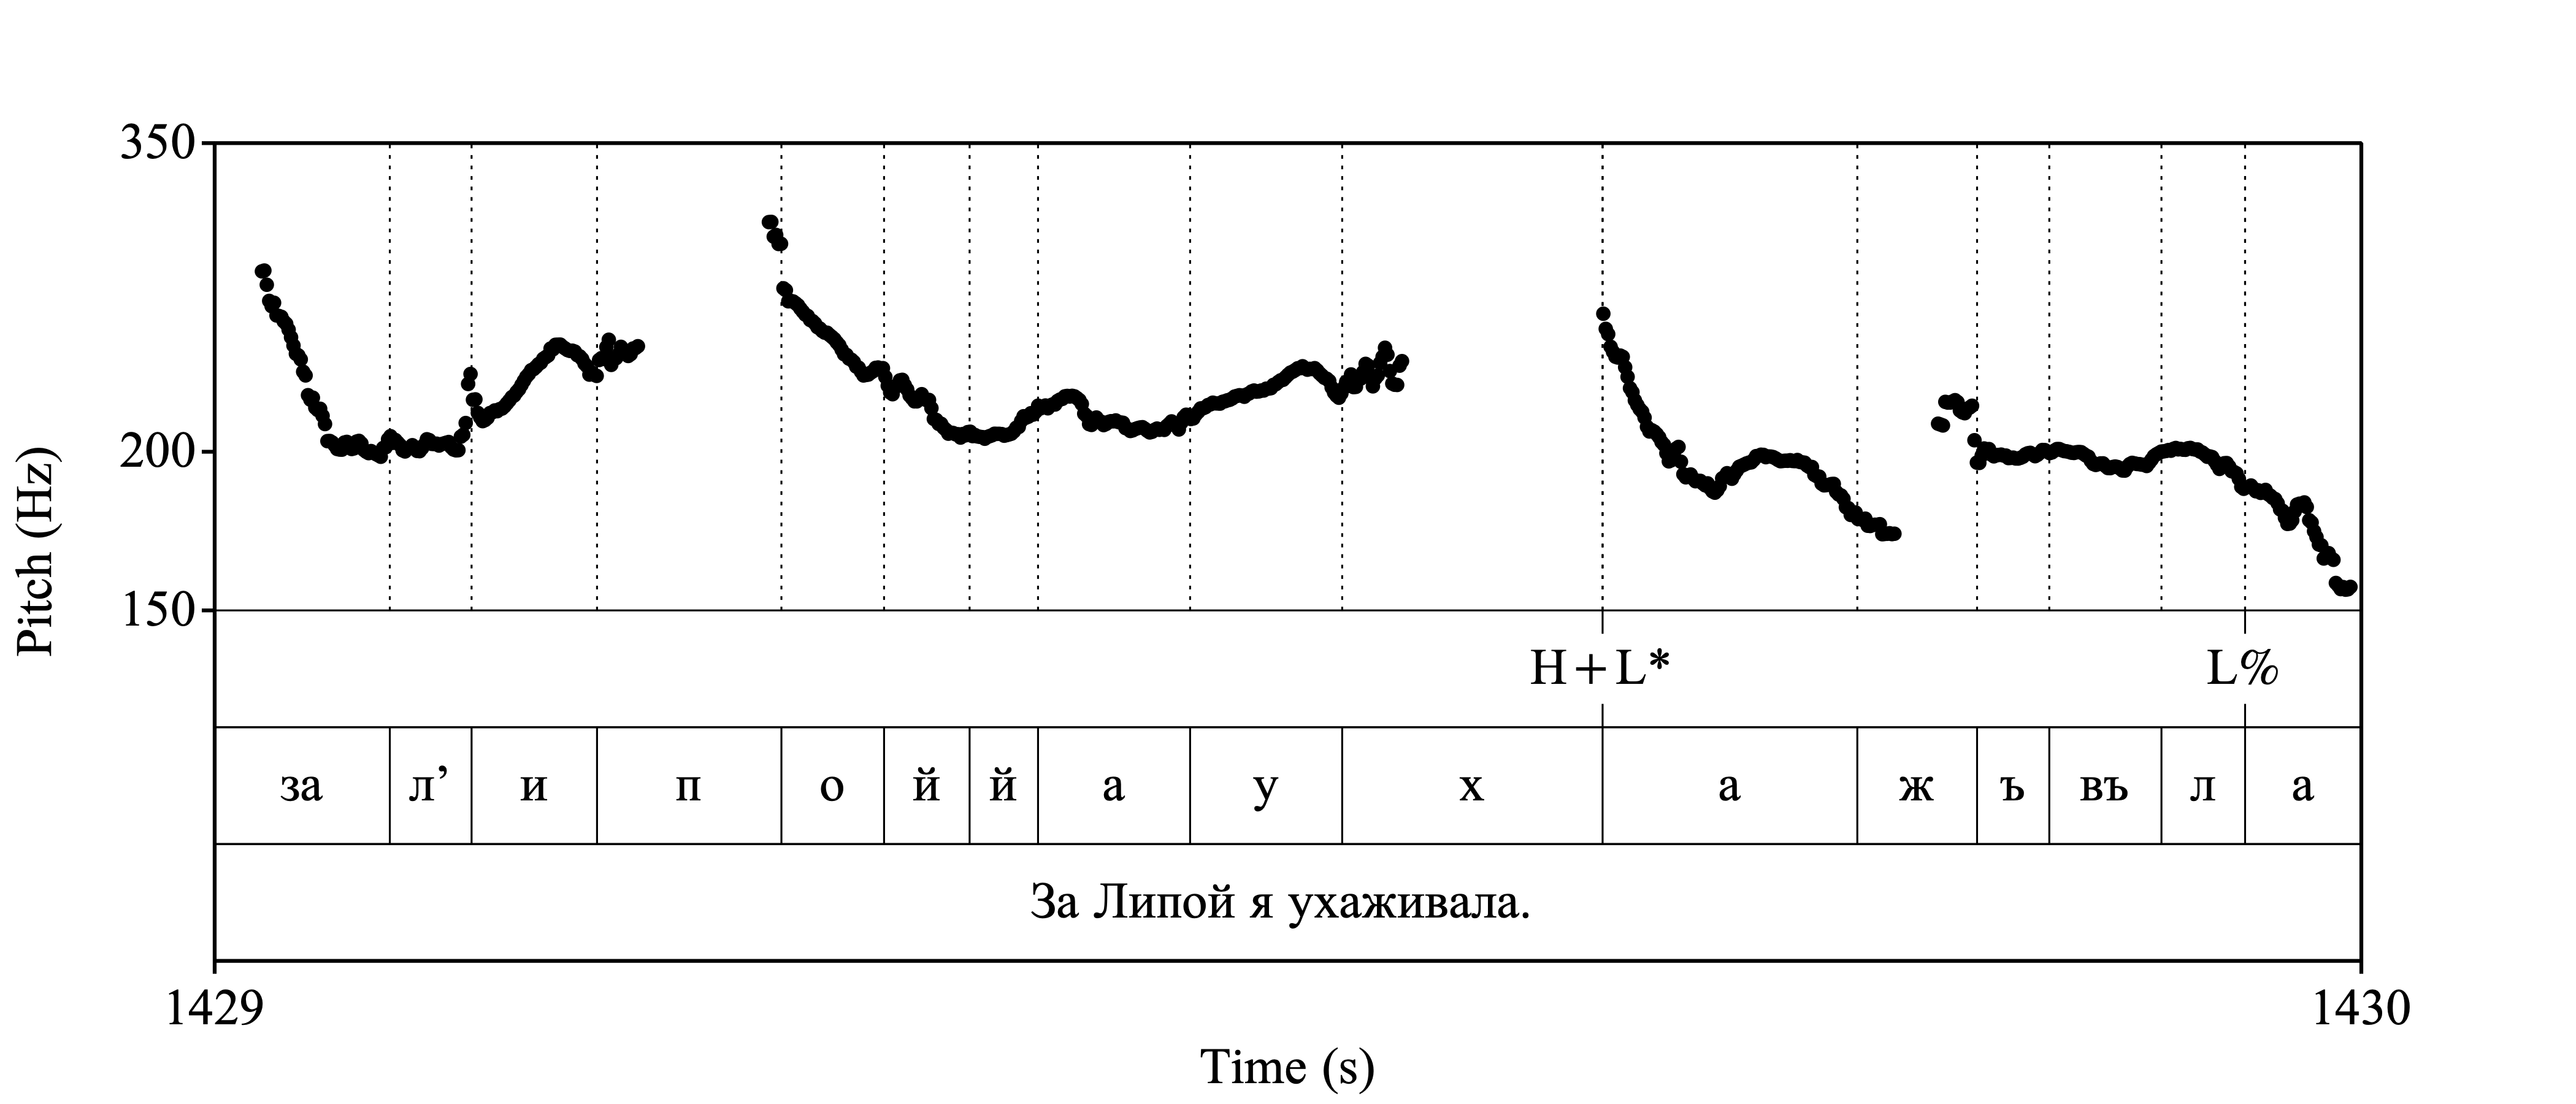 350
200
150
Pitch (Hz)
H+L* L%
за л’ и п о й й а у х а ж ъ въ л а
За Липой я ухаживала.
1429 1430
Time (s)